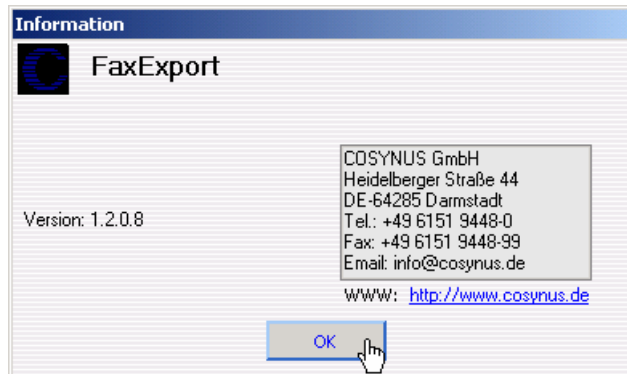 Information
FaxExport
COSYNUS GmbH
Heidelberger Straße 44
DE-64285 Darmstadt
Version: 1.2.0.8
Tel.: +49 6151 9448-0
Fax: +49 6151 9448-99
Email: info@cosynus.de
WWW: http://www.cosynus.de
OK